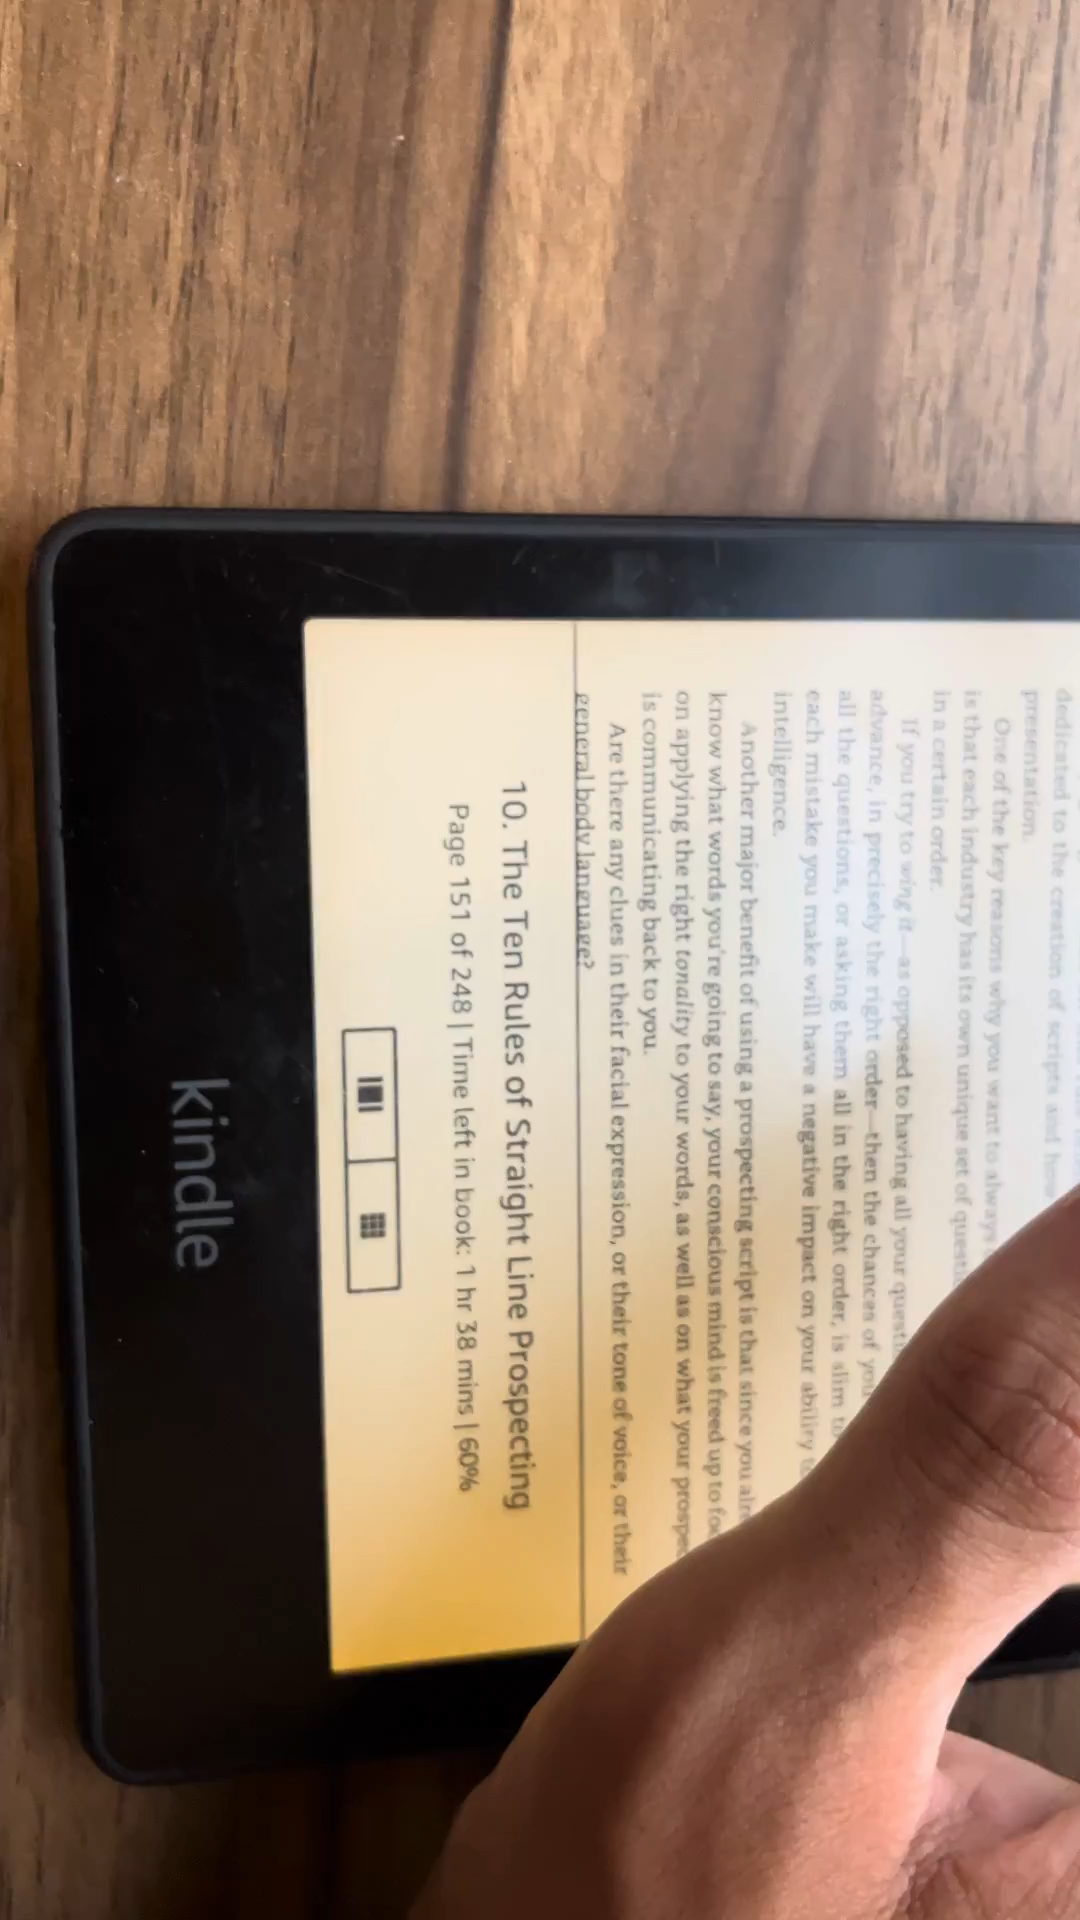 dedicated to the creation of scripts and how
presentation.
One of the key reasons why you want to always
is that each industry has its own unique set of
in a certain order.
If you try to wing it—as opposed to having all your
advance, in precisely the right order—then the chances of
all the questions, or asking them all in the right order, is slim
each mistake you make will have a negative impact on your ability
intelligence.
Another major benefit of using a prospecting script is that since you
know what words you're going to say, your conscious mind is freed up to
on applying the right tonality to your words, as well as on what your
is communicating back to you.
Are there any clues in their facial expression, or their tone of voice, or their
general body language?
10. The Ten Rules of Straight Line Prospecting
Page 151 of 248 | Time left in book: 1 hr 38 mins | 60%
kindle